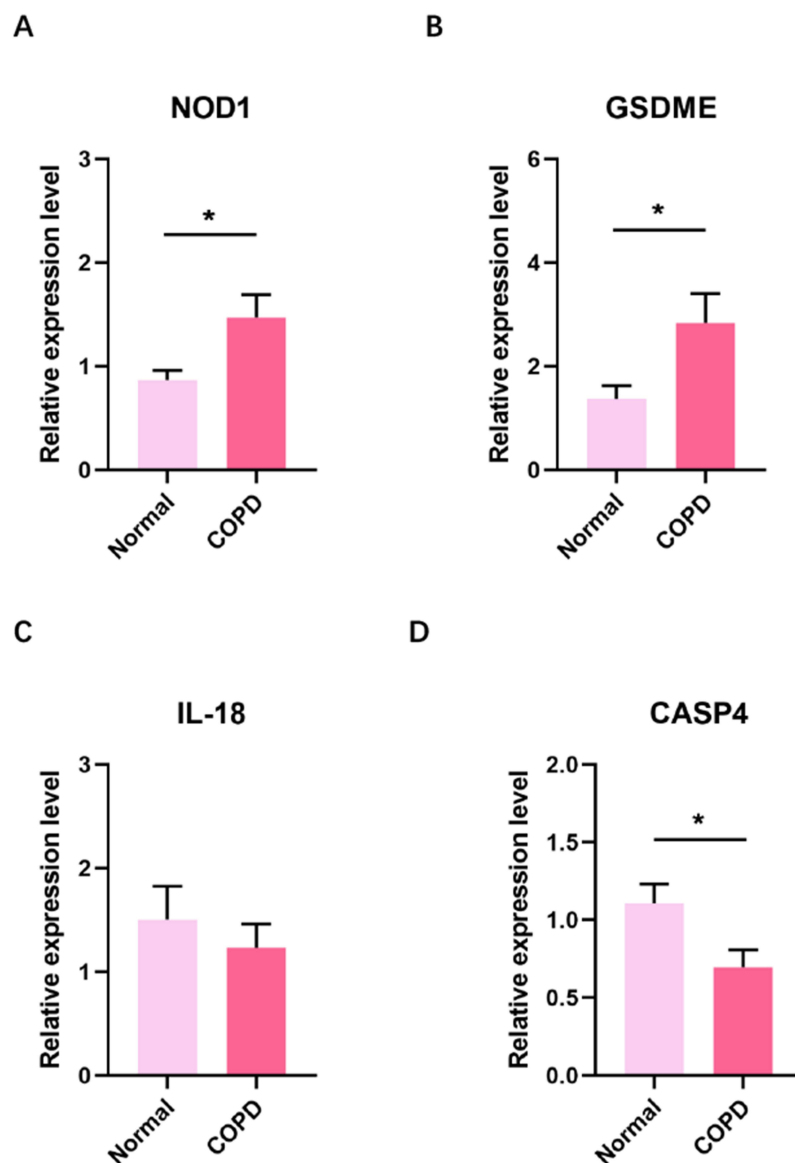 A
NOD1
Relative expression level
3
2
1
0
*
Normal
COPD
B
GSDME
Relative expression level
6
4
2
0
*
Normal
COPD
C
IL-18
Relative expression level
3
2
1
0
Normal
COPD
D
CASP4
Relative expression level
2.0
1.5
1.0
0.5
0.0
*
Normal
COPD